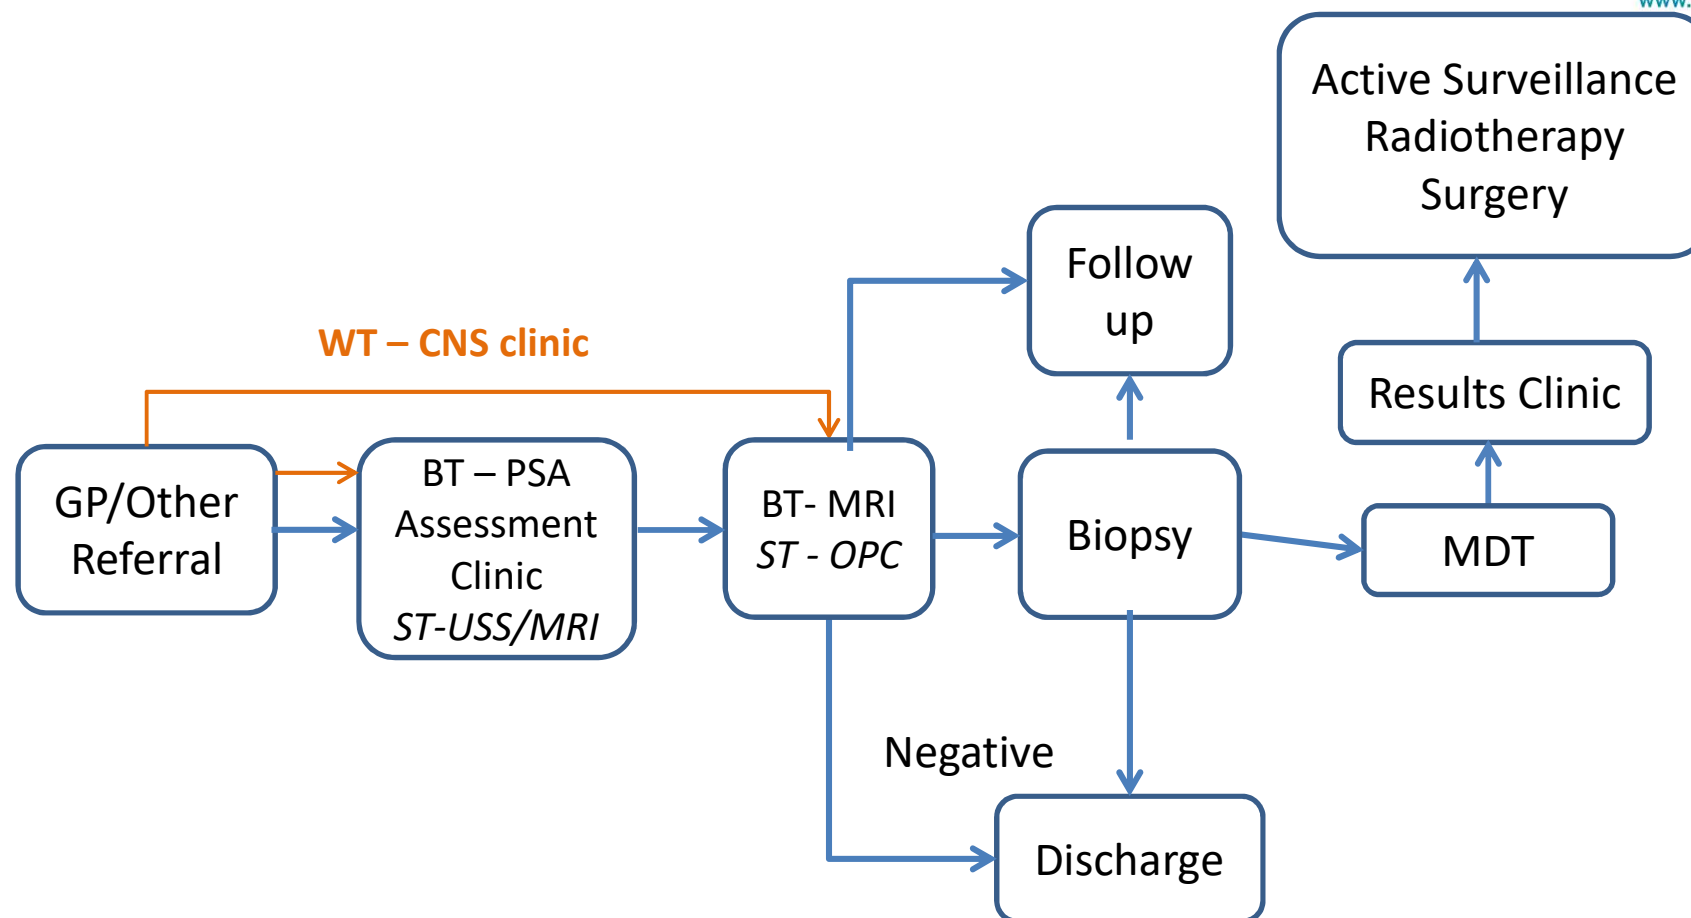 www.
Active Surveillance
Radiotherapy
Surgery
Follow
up
WT – CNS clinic
Results Clinic
GP/Other
Referral
BT – PSA
Assessment
Clinic
ST-USS/MRI
BT- MRI
ST - OPC
Biopsy
MDT
Negative
Discharge